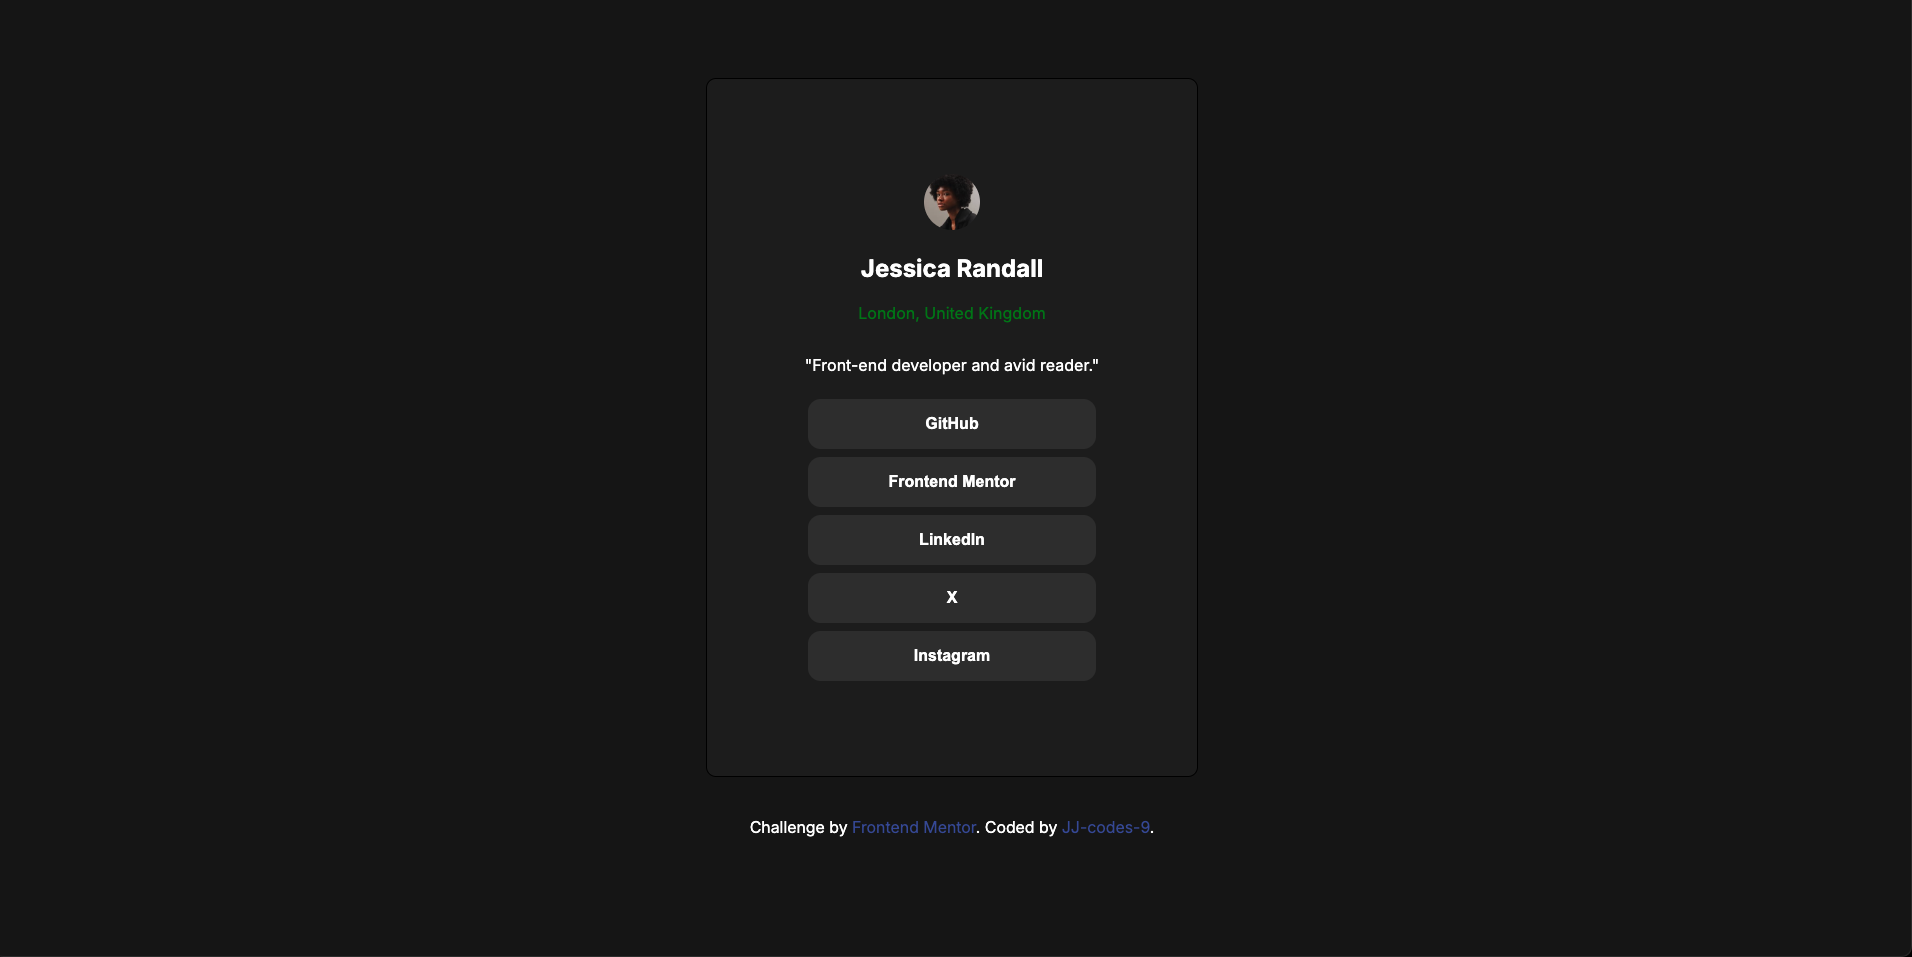 Jessica Randall
London, United Kingdom
"Front-end developer and avid reader."
GitHub
Frontend Mentor
LinkedIn
X
Instagram
Challenge by Frontend Mentor. Coded by JJ-codes-9.